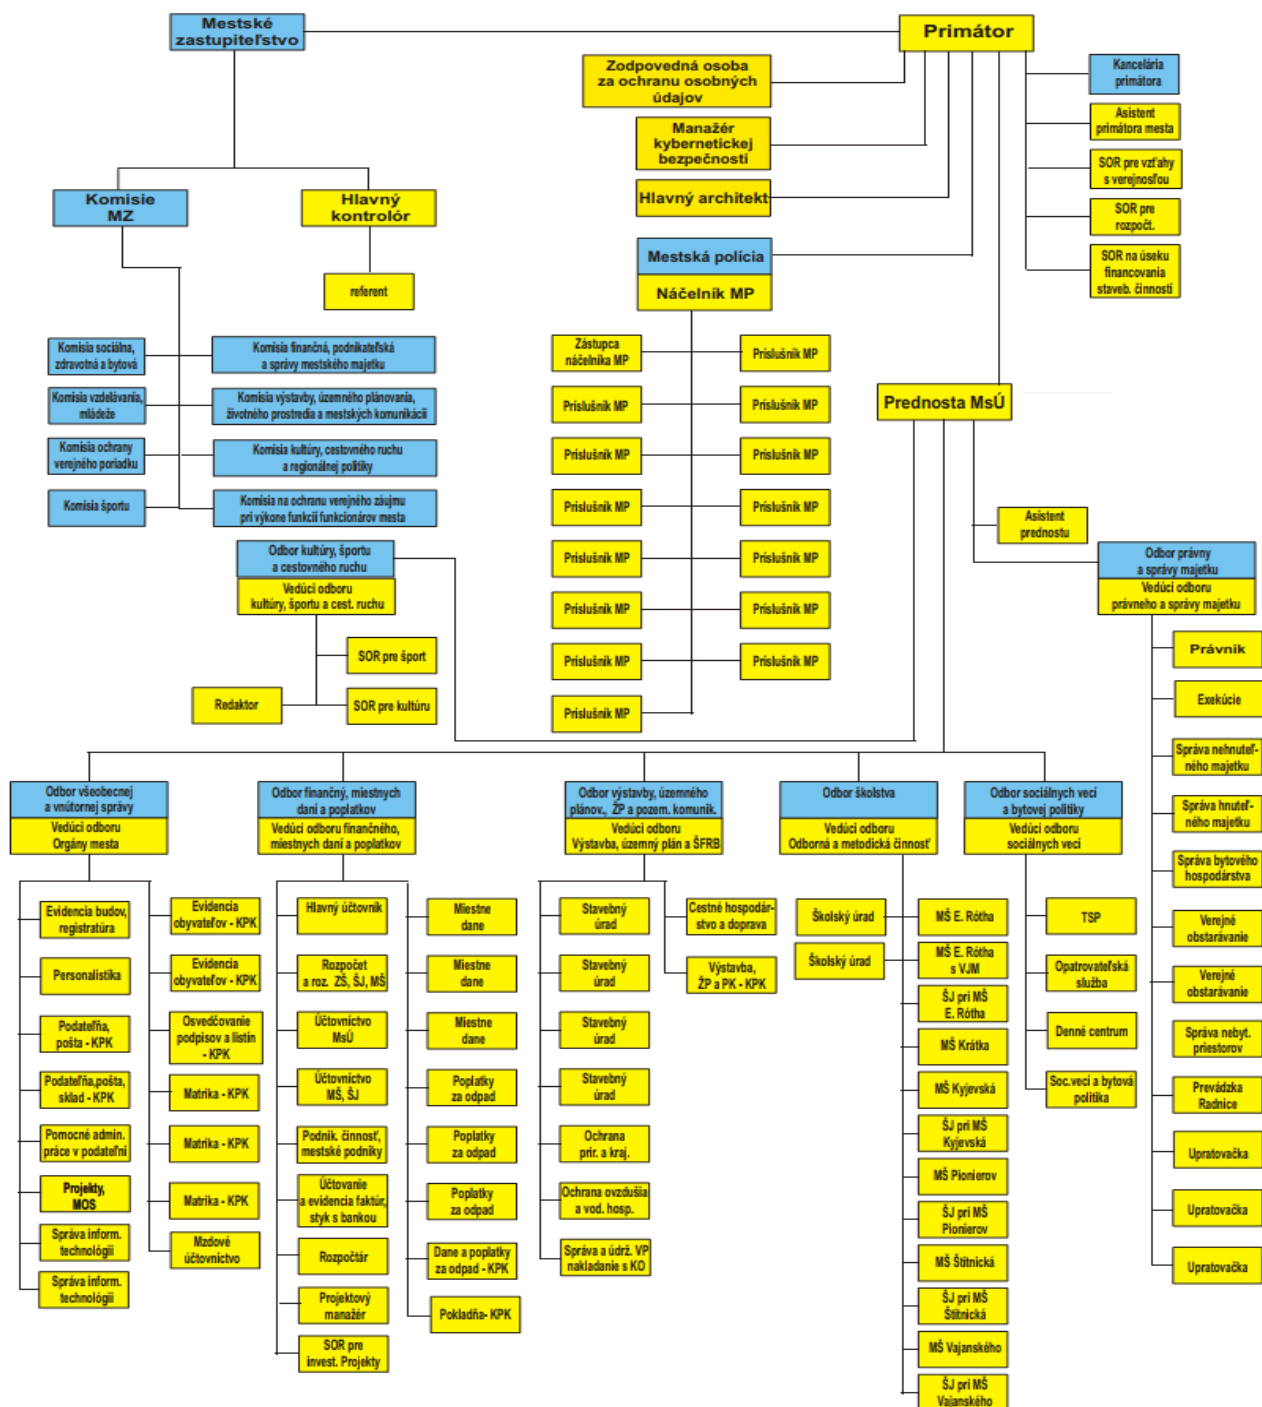 Mestské
zastupiteľstvo
Primátor
Zodpovedná osoba
za ochranu osobných
údajov
Kancelária
primátora
Manažér
kybernetickej
bezpečnosti
Asistent
primátora mesta
SOR pre vzťahy
s verejnosľou
Komisie
MZ
Hlavný
kontrolór
Hlavný architekt
SOR pre
rozpočt.
Mestská polícia
Náčelník MP
SOR na úseku
financovania
staveb. činností
referent
Komisia sociálna,
zdravotná a bytová
Komisia finančná, podnikateľská
a správy mestského majetku
Komisia vzdelávania,
mládeže
Komisia výstavby, územného plánovania,
životného prostredia a mestských komunikácií
Komisia ochrany
verejného poriadku
Komisia kultúry, cestovného ruchu
a regionálnej politiky
Komisia športu
Komisia na ochranu verejného záujmu
pri výkone funkcií funkcionárov mesta
Zástupca
náčelníka MP
Príslušník MP
Príslušník MP
Príslušník MP
Príslušník MP
Príslušník MP
Príslušník MP
Príslušník MP
Príslušník MP
Príslušník MP
Príslušník MP
Príslušník MP
Príslušník MP
Príslušník MP
Príslušník MP
Prednosta MsÚ
Asistent
prednostu
Odbor kultúry, športu
a cestovného ruchu
Vedúci odboru
kultúry, športu a cest. ruchu
SOR pre šport
Redaktor
SOR pre kultúru
Odbor právny
a správy majetku
Vedúci odboru
právneho a správy majetku
Právnik
Exekúcie
Správa nehnuteľ-
ného majetku
Správa hnuteľ-
ného majetku
Správa bytového
hospodárstva
Verejné
obstarávanie
Verejné
obstarávanie
Správa nebyt.
priestorov
Prevádzka
Radnice
Upratovačka
Upratovačka
Upratovačka
Odbor všeobecnej
a vnútornej správy
Vedúci odboru
Orgány mesta
Evidencia budov,
registratúra
Personalistika
Podateľňa,
pošta - KPK
Podateľňa,pošta,
sklad - KPK
Pomocné admin.
práce v podateľni
Projekty,
MOS
Správa inform.
technológií
Správa inform.
technológií
Evidencia
obyvateľov - KPK
Evidencia
obyvateľov - KPK
Osvedčovanie
podpisov a listín
- KPK
Matrika - KPK
Matrika - KPK
Matrika - KPK
Mzdové
účtovníctvo
Odbor finančný, miestnych
daní a poplatkov
Vedúci odboru finančného,
miestnych daní a poplatkov
Hlavný účtovník
Rozpočet
a roz. ZŠ, ŠJ, MŠ
Účtovníctvo
MsÚ
Účtovníctvo
MŠ, ŠJ
Podnik. činnosť,
mestské podniky
Účtovanie
a evidencia faktúr,
styk s bankou
Rozpočtár
Projektový
manažér
SOR pre
invest. Projekty
Miestne
dane
Miestne
dane
Miestne
dane
Poplatky
za odpad
Poplatky
za odpad
Poplatky
za odpad
Dane a poplatky
za odpad - KPK
Pokladňa- KPK
Odbor výstavby, územného
plánov., ŽP a pozem. komuník.
Vedúci odboru
Výstavba, územný plán a ŠFRB
Stavebný
úrad
Stavebný
úrad
Stavebný
úrad
Stavebný
úrad
Ochrana
prír. a kraj.
Ochrana ovzdušia
a vod. hosp.
Správa a údrž. VP
nakladanie s KO
Cestné hospodár-
stvo a doprava
Výstavba,
ŽP a PK - KPK
Odbor školstva
Vedúci odboru
Odborná a metodická činnosť
Školský úrad
Školský úrad
MŠ E. Rótha
MŠ E. Rótha
s VJM
ŠJ pri MŠ
E. Rótha
MŠ Krátka
MŠ Kyjevská
ŠJ pri MŠ
Kyjevská
MŠ Pionierov
ŠJ pri MŠ
Pionierov
MŠ Štítnická
ŠJ pri MŠ
Štítnická
MŠ Vajanského
ŠJ pri MŠ
Vajanského
Odbor sociálnych vecí
a bytovej politiky
Vedúci odboru
sociálnych vecí
TSP
Opatrovateľská
služba
Denné centrum
Soc.veci a bytová
politika